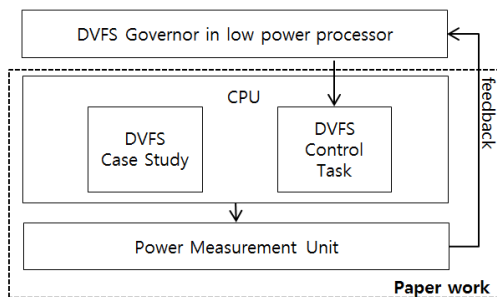 DVFS Governor in low power processor
CPU
DVFS
Case Study
DVFS
Control
Task
feedback
Power Measurement Unit
Paper work